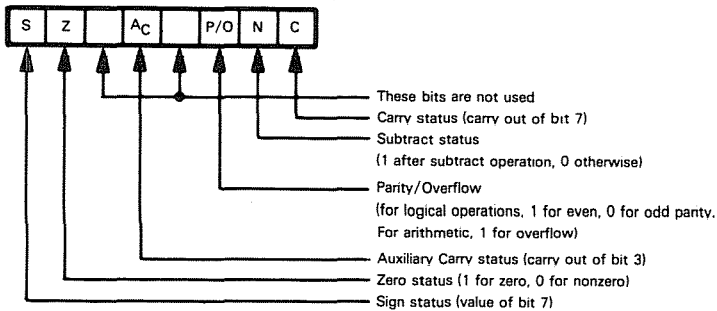 S Z AC P/O N C
These bits are not used
Carry status (carry out of bit 7)
Subtract status
(1 after subtract operation, 0 otherwise)
Parity/Overflow
(for logical operations, 1 for even, 0 for odd parity.
For arithmetic, 1 for overflow)
Auxiliary Carry status (carry out of bit 3)
Zero status (1 for zero, 0 for nonzero)
Sign status (value of bit 7)